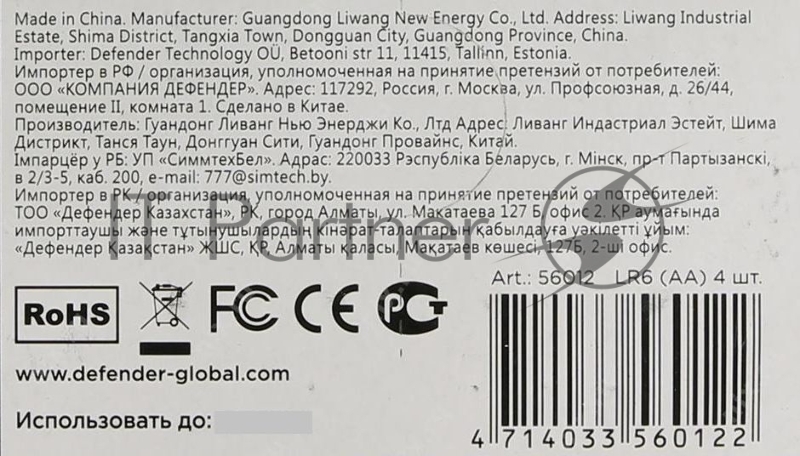 Made in China. Manufacturer: Guangdong Liwang New Energy Co., Ltd. Address: Liwang Industrial
Estate, Shima District, Tangxia Town, Dongguan City, Guangdong Province, China.
Importer: Defender Technology OÜ, Betooni str 11, 11415, Tallinn, Estonia.
Импортер в РФ / организация, уполномоченная на принятие претензий от потребителей:
ООО «КОМПАНИЯ ДЕФЕНДЕР». Адрес: 117292, Россия, г. Москва, ул. Профсоюзная, д. 26/44,
помещение II, комната 1. Сделано в Китае.
Производитель: Гуандонг Ливанг Нью Энерджи Ко., Лтд Адрес: Ливанг Индастриал Эстейт, Шима
Дистрикт, Танся Таун, Донггуан Сити, Гуандонг Провайнс, Китай.
Імпарцёр у РБ: УП «СиммтехБел», Адрас: 220033 Рэспубліка Беларусь, г. Мінск, пр-т Партызанскі,
в 2/3-5, каб. 200, e-mail: 777@simtech.by.
Импортер в РК / организация, уполномоченная на принятие претензий от потребителей:
ТОО «Дефендер Казахстан», РК, город Алматы, ул. Макатаева 127 Б офис 2. ҚР аумағында
импорттаушы және тұтынушылардың кінәрат-талаптарын қабылдауға уәкілетті ұйым:
«Дефендер Қазақстан» ЖШС, ҚҚ, Алматы қаласы, Мақатаев көшесі, 127Б, 2-ші офис.
IT Partner
Art.: 56012 LR6 (AA) 4 шт.
RoHS FC CE РСТ
www.defender-global.com
Использовать до:
4 714033 560122